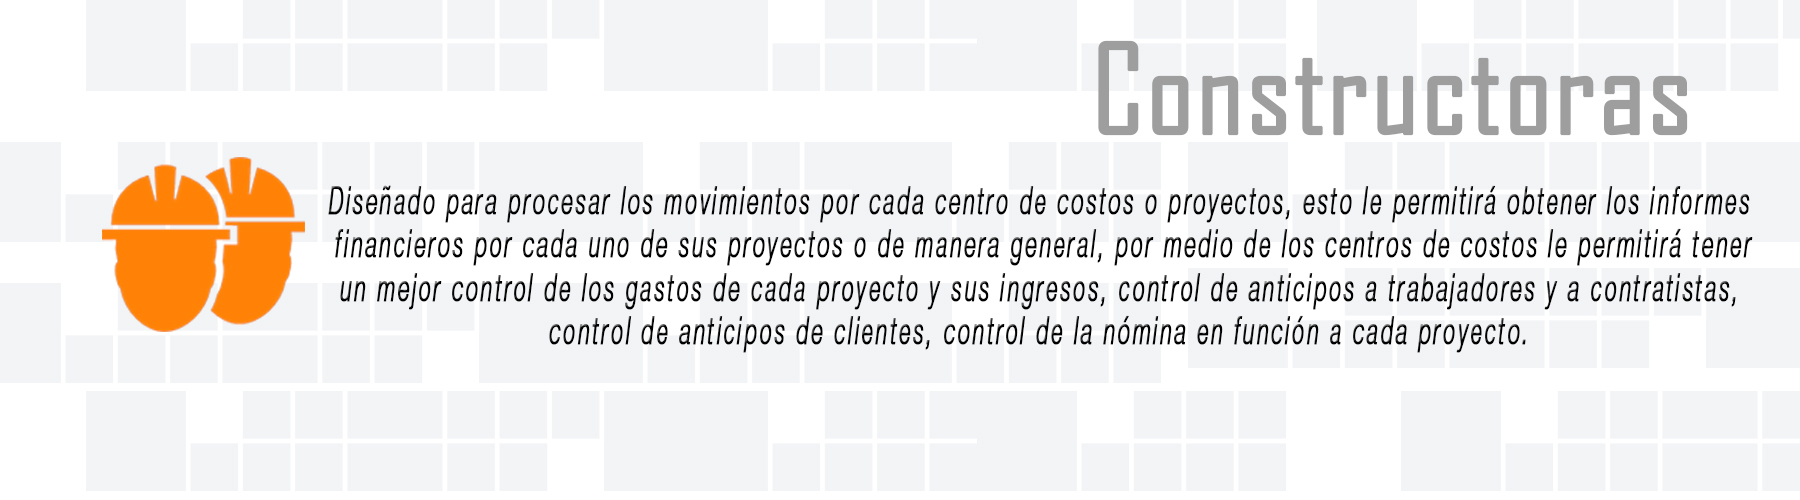 Constructoras
Diseñado para procesar los movimientos por cada centro de costos o proyectos, esto le permitirá obtener los informes
financieros por cada uno de sus proyectos o de manera general, por medio de los centros de costos le permitirá tener
un mejor control de los gastos de cada proyecto y sus ingresos, control de anticipos a trabajadores y a contratistas,
control de anticipos de clientes, control de la nómina en función a cada proyecto.